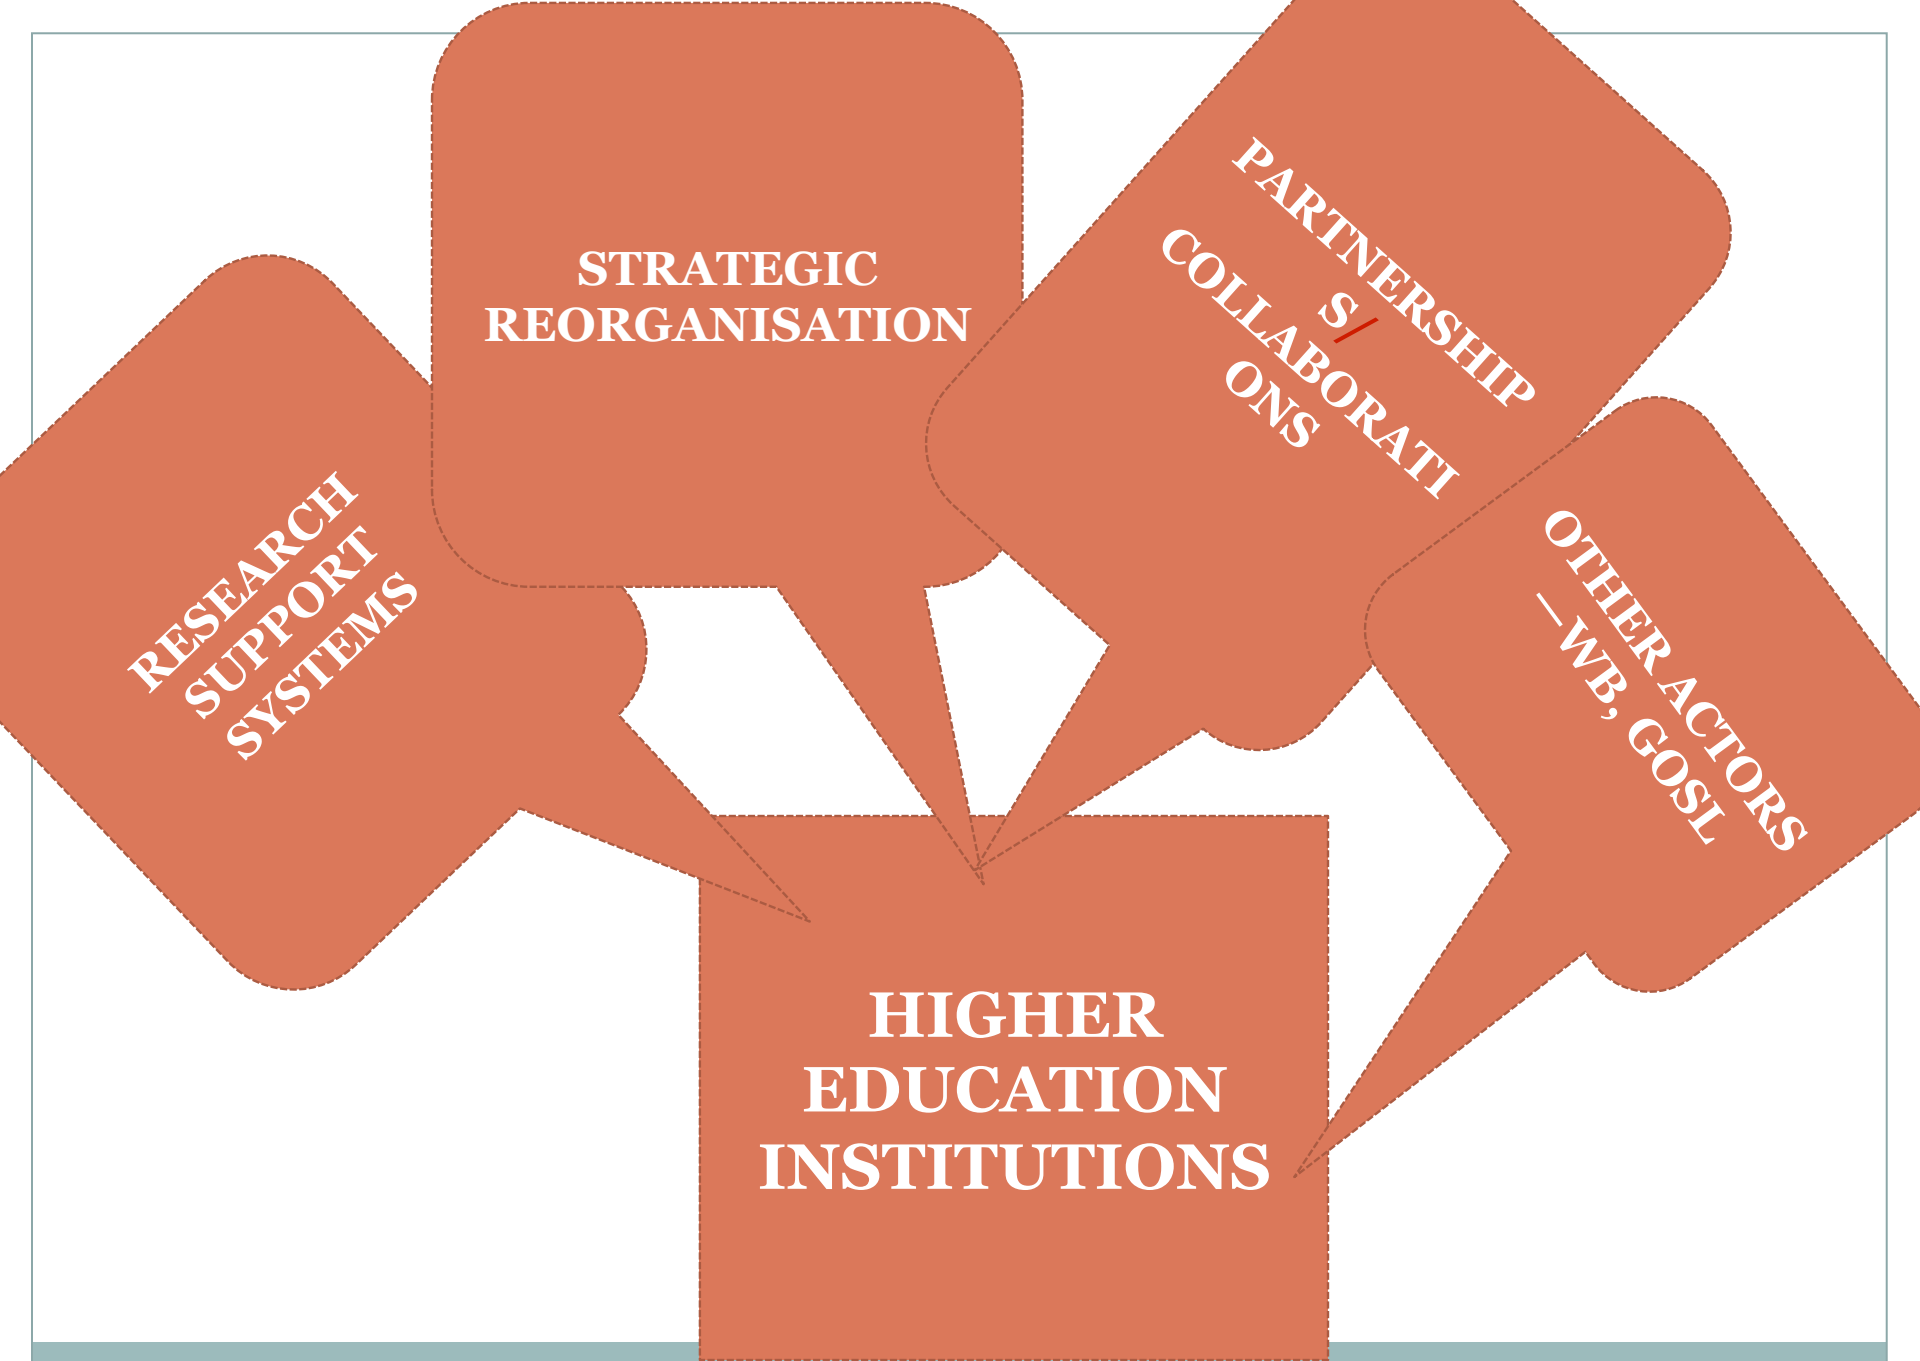 RESEARCH
SUPPORT
SYSTEMS
STRATEGIC
REORGANISATION
PARTNERSHIP
S/
COLLABORATI
ONS
OTHER ACTORS
–WB, GOSL
HIGHER
EDUCATION
INSTITUTIONS